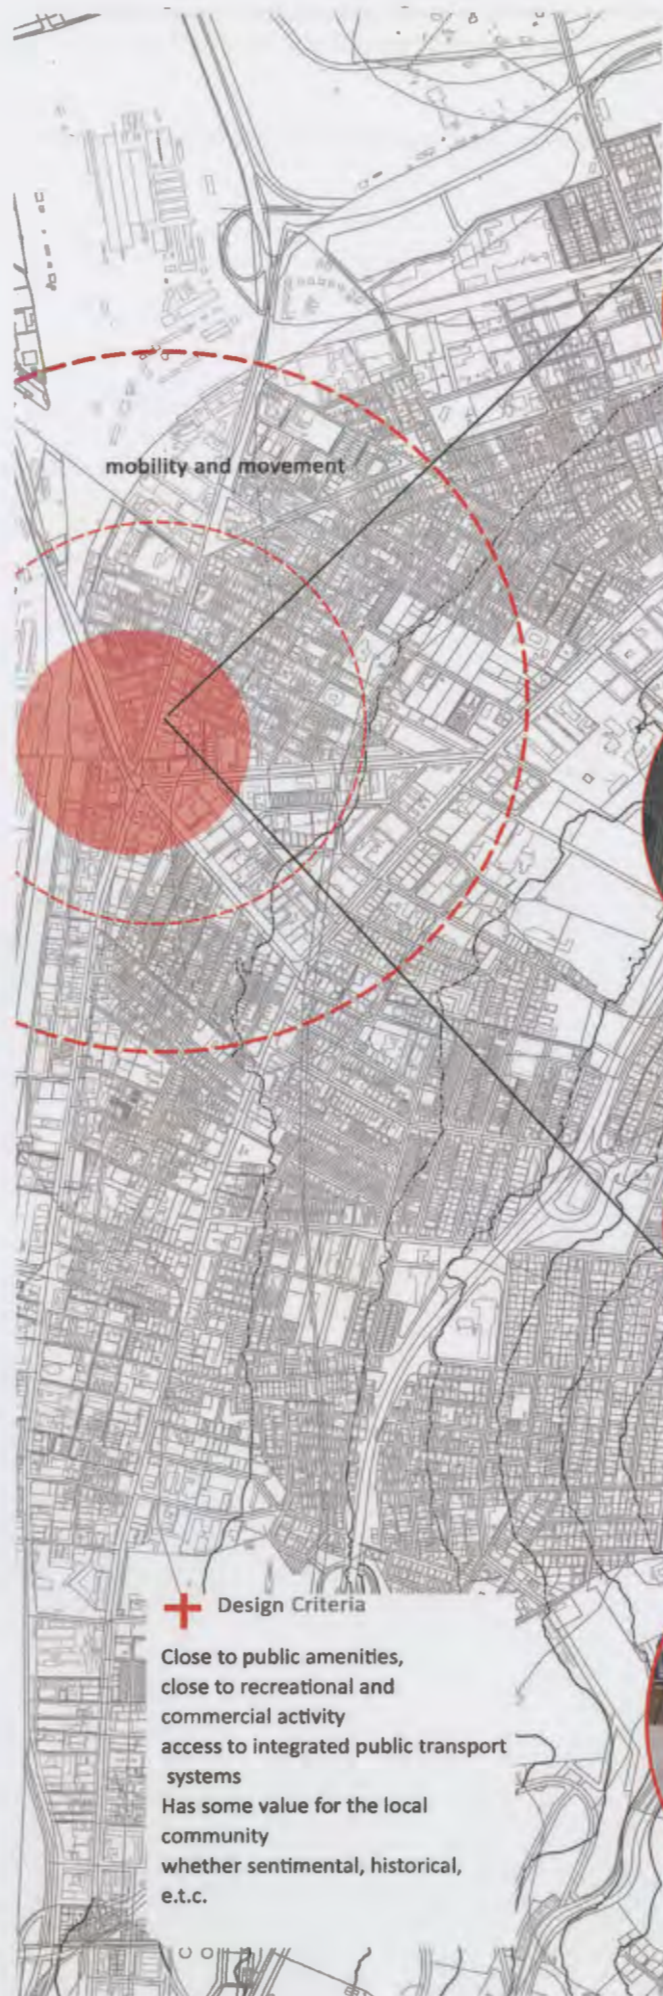 mobility and movement
Design Criteria
Close to public amenities,
close to recreational and
commercial activity
access to integrated public transport
systems
Has some value for the local
community
whether sentimental, historical,
e.t.c.